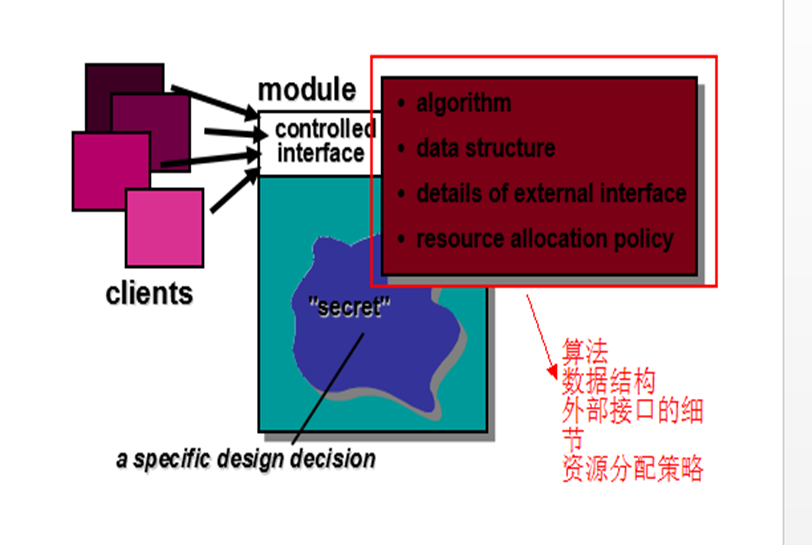 module
controlled
interface
• algorithm
• data structure
• details of external interface
• resource allocation policy
clients
"secret"
a specific design decision
算法
数据结构
外部接口的细
节
资源分配策略